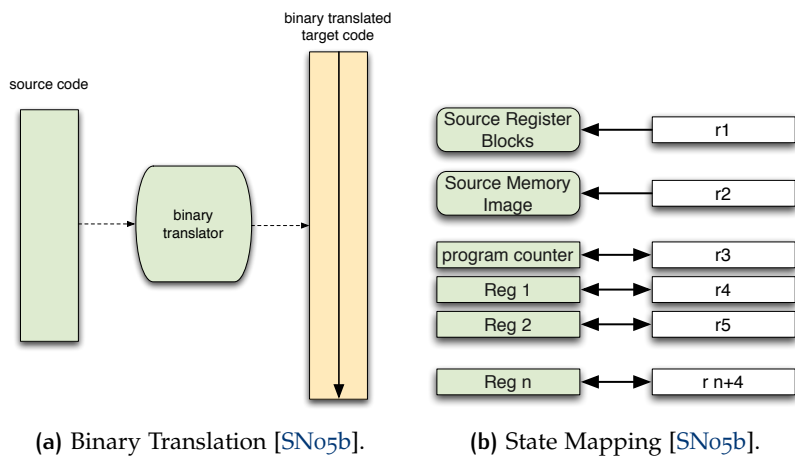 binary translated
target code
source code
binary
translator
Source Register
Blocks
r1
Source Memory
Image
r2
program counter
r3
Reg 1
r4
Reg 2
r5
Reg n
r n+4
(a) Binary Translation [SN05b].
(b) State Mapping [SN05b].